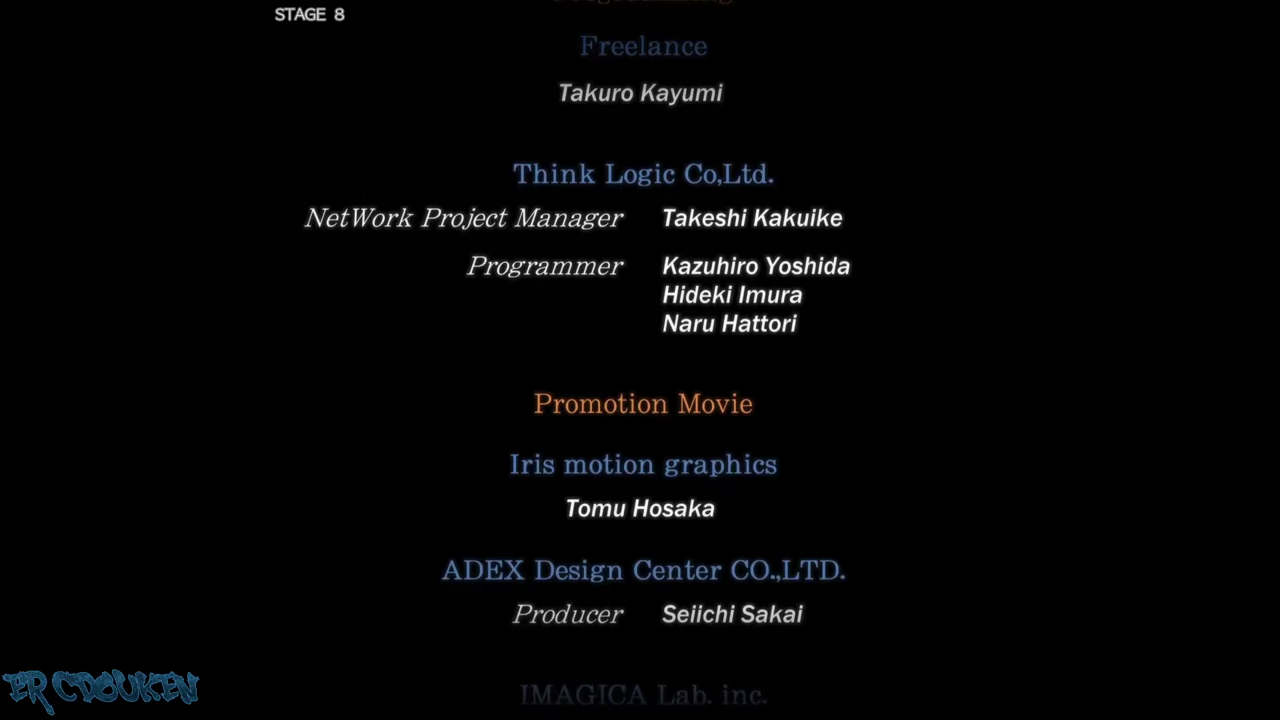 STAGE 8
Programming
Freelance
Takuro Kayumi
Think Logic Co,Ltd.
NetWork Project Manager Takeshi Kakuike
Programmer Kazuhiro Yoshida
Hideki Imura
Naru Hattori
Promotion Movie
Iris motion graphics
Tomu Hosaka
ADEX Design Center CO.,LTD.
Producer Seiichi Sakai
IMAGICA Lab. inc.